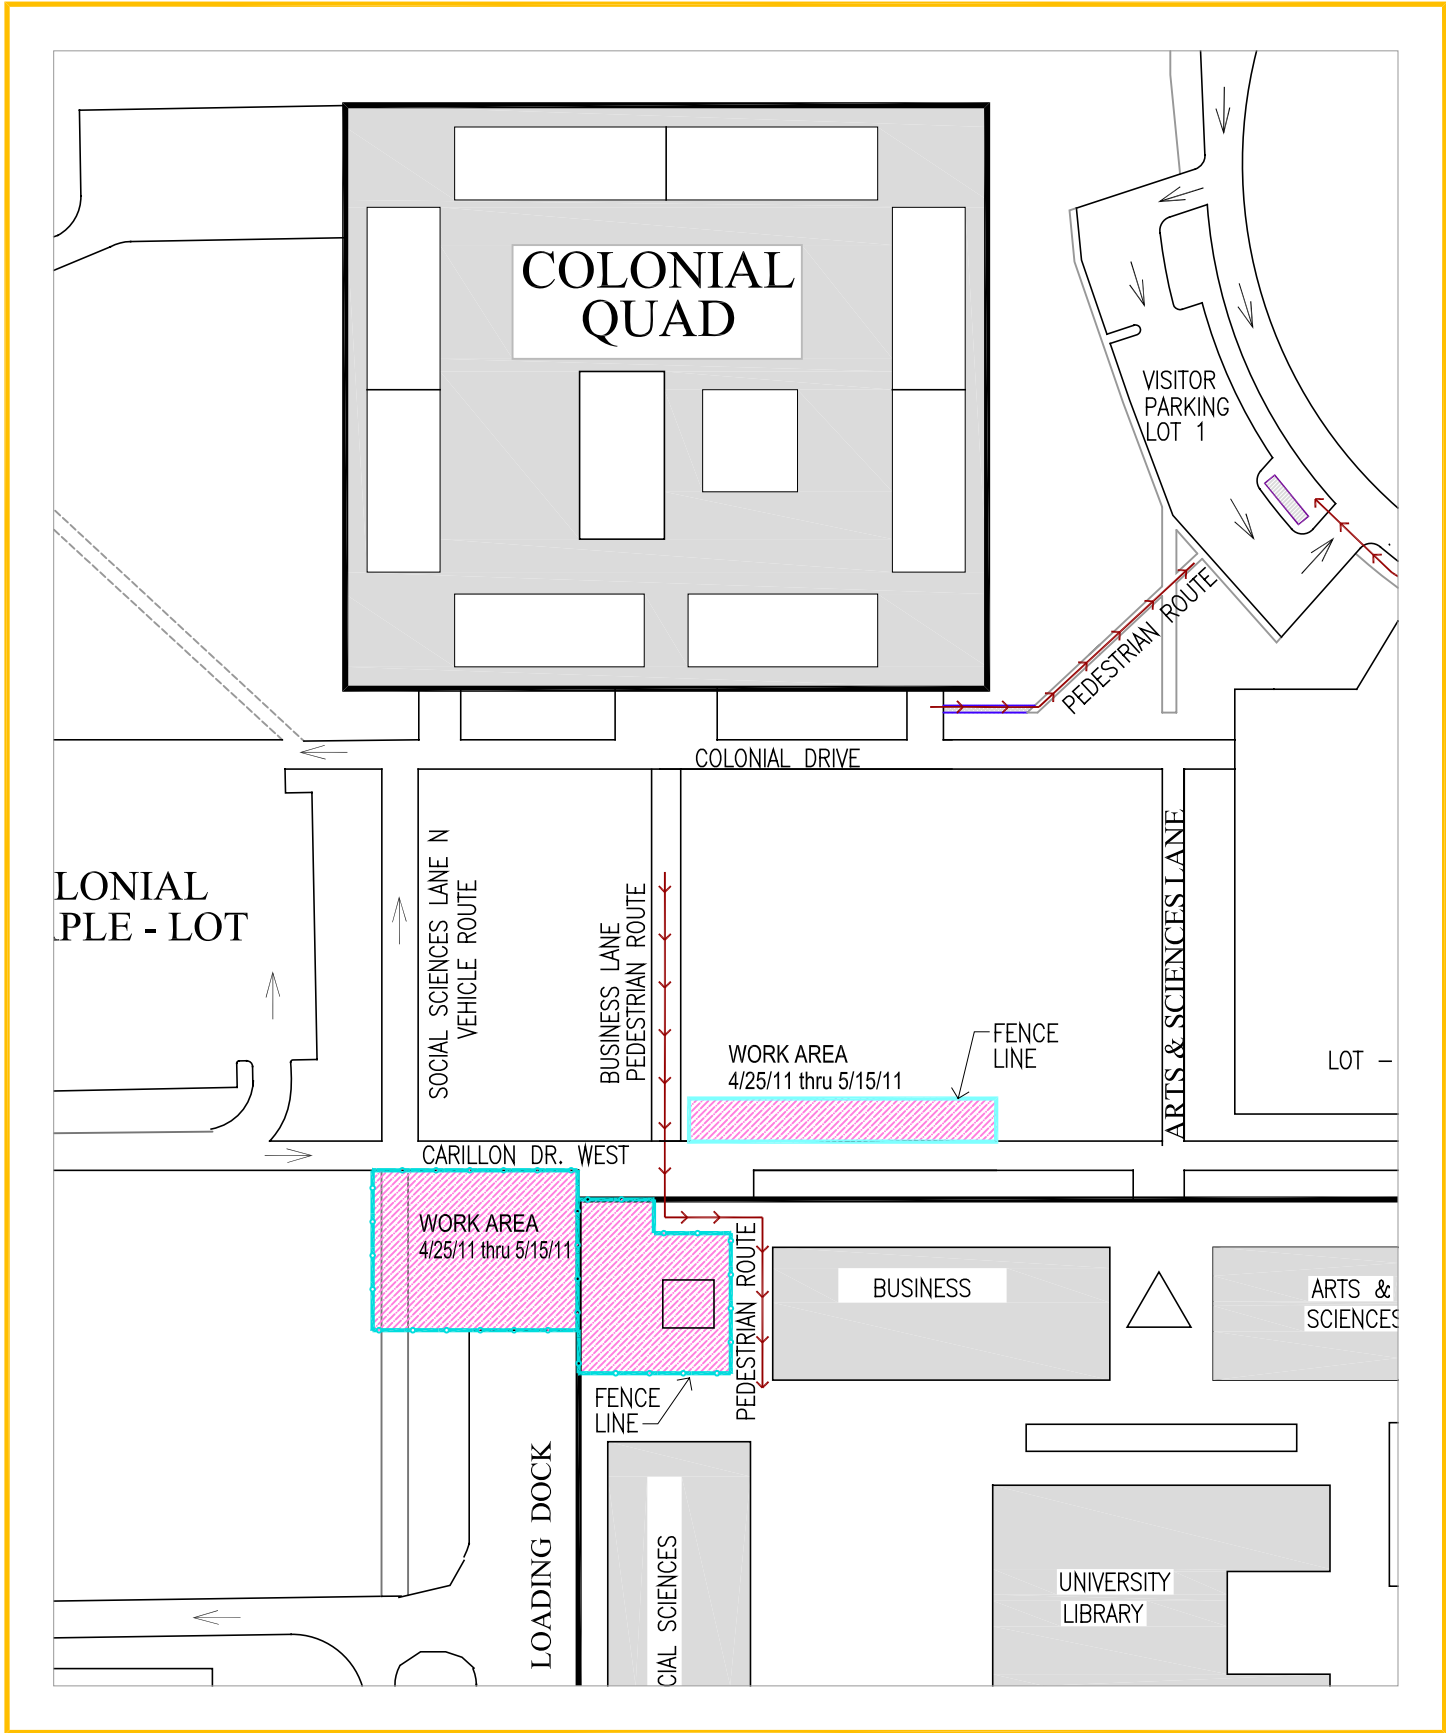 COLONIAL
QUAD
VISITOR
PARKING
LOT 1
PEDESTRIAN ROUTE
COLONIAL DRIVE
LONIAL
PLE - LOT
SOCIAL SCIENCES LANE N
VEHICLE ROUTE
BUSINESS LANE
PEDESTRIAN ROUTE
ARTS & SCIENCES LANE
WORK AREA
4/25/11 thru 5/15/11
FENCE
LINE
LOT -
CARILLON DR. WEST
WORK AREA
4/25/11 thru 5/15/11
PEDESTRIAN ROUTE
BUSINESS
ARTS &
SCIENCES
FENCE
LINE
LOADING DOCK
CIAL SCIENCES
UNIVERSITY
LIBRARY